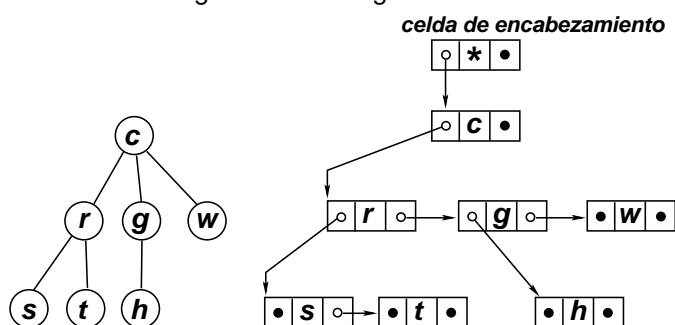 celda de encabezamiento
*
c
c
r g w
r g w
s t h
s t h